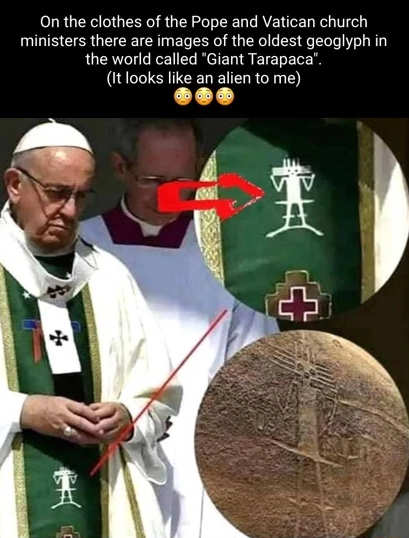 On the clothes of the Pope and Vatican church
ministers there are images of the oldest geoglyph in
the world called "Giant Tarapaca".
(It looks like an alien to me)
😳😳😳